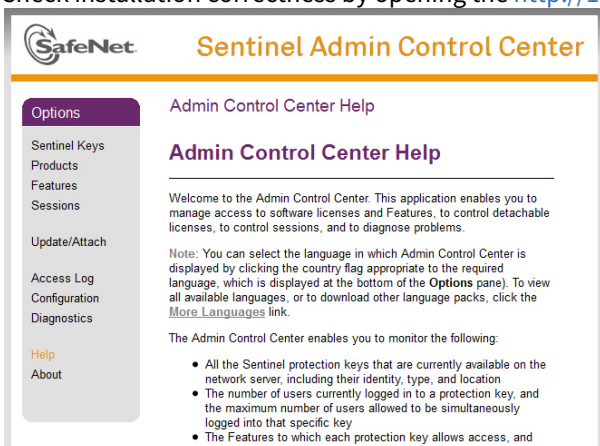 Check installation correctness by opening the http://1
SafeNet.
Sentinel Admin Control Center
Options
Sentinel Keys
Products
Features
Sessions
Update/Attach
Access Log
Configuration
Diagnostics
Help
About
Admin Control Center Help
Admin Control Center Help
Welcome to the Admin Control Center. This application enables you to
manage access to software licenses and Features, to control detachable
licenses, to control sessions, and to diagnose problems.
Note: You can select the language in which Admin Control Center is
displayed by clicking the country flag appropriate to the required
language, which is displayed at the bottom of the Options pane). To view
all available languages, or to download other language packs, click the
More Languages link.
The Admin Control Center enables you to monitor the following:
● All the Sentinel protection keys that are currently available on the
network server, including their identity, type, and location
● The number of users currently logged in to a protection key, and
the maximum number of users allowed to be simultaneously
logged into that specific key
● The Features to which each protection key allows access, and